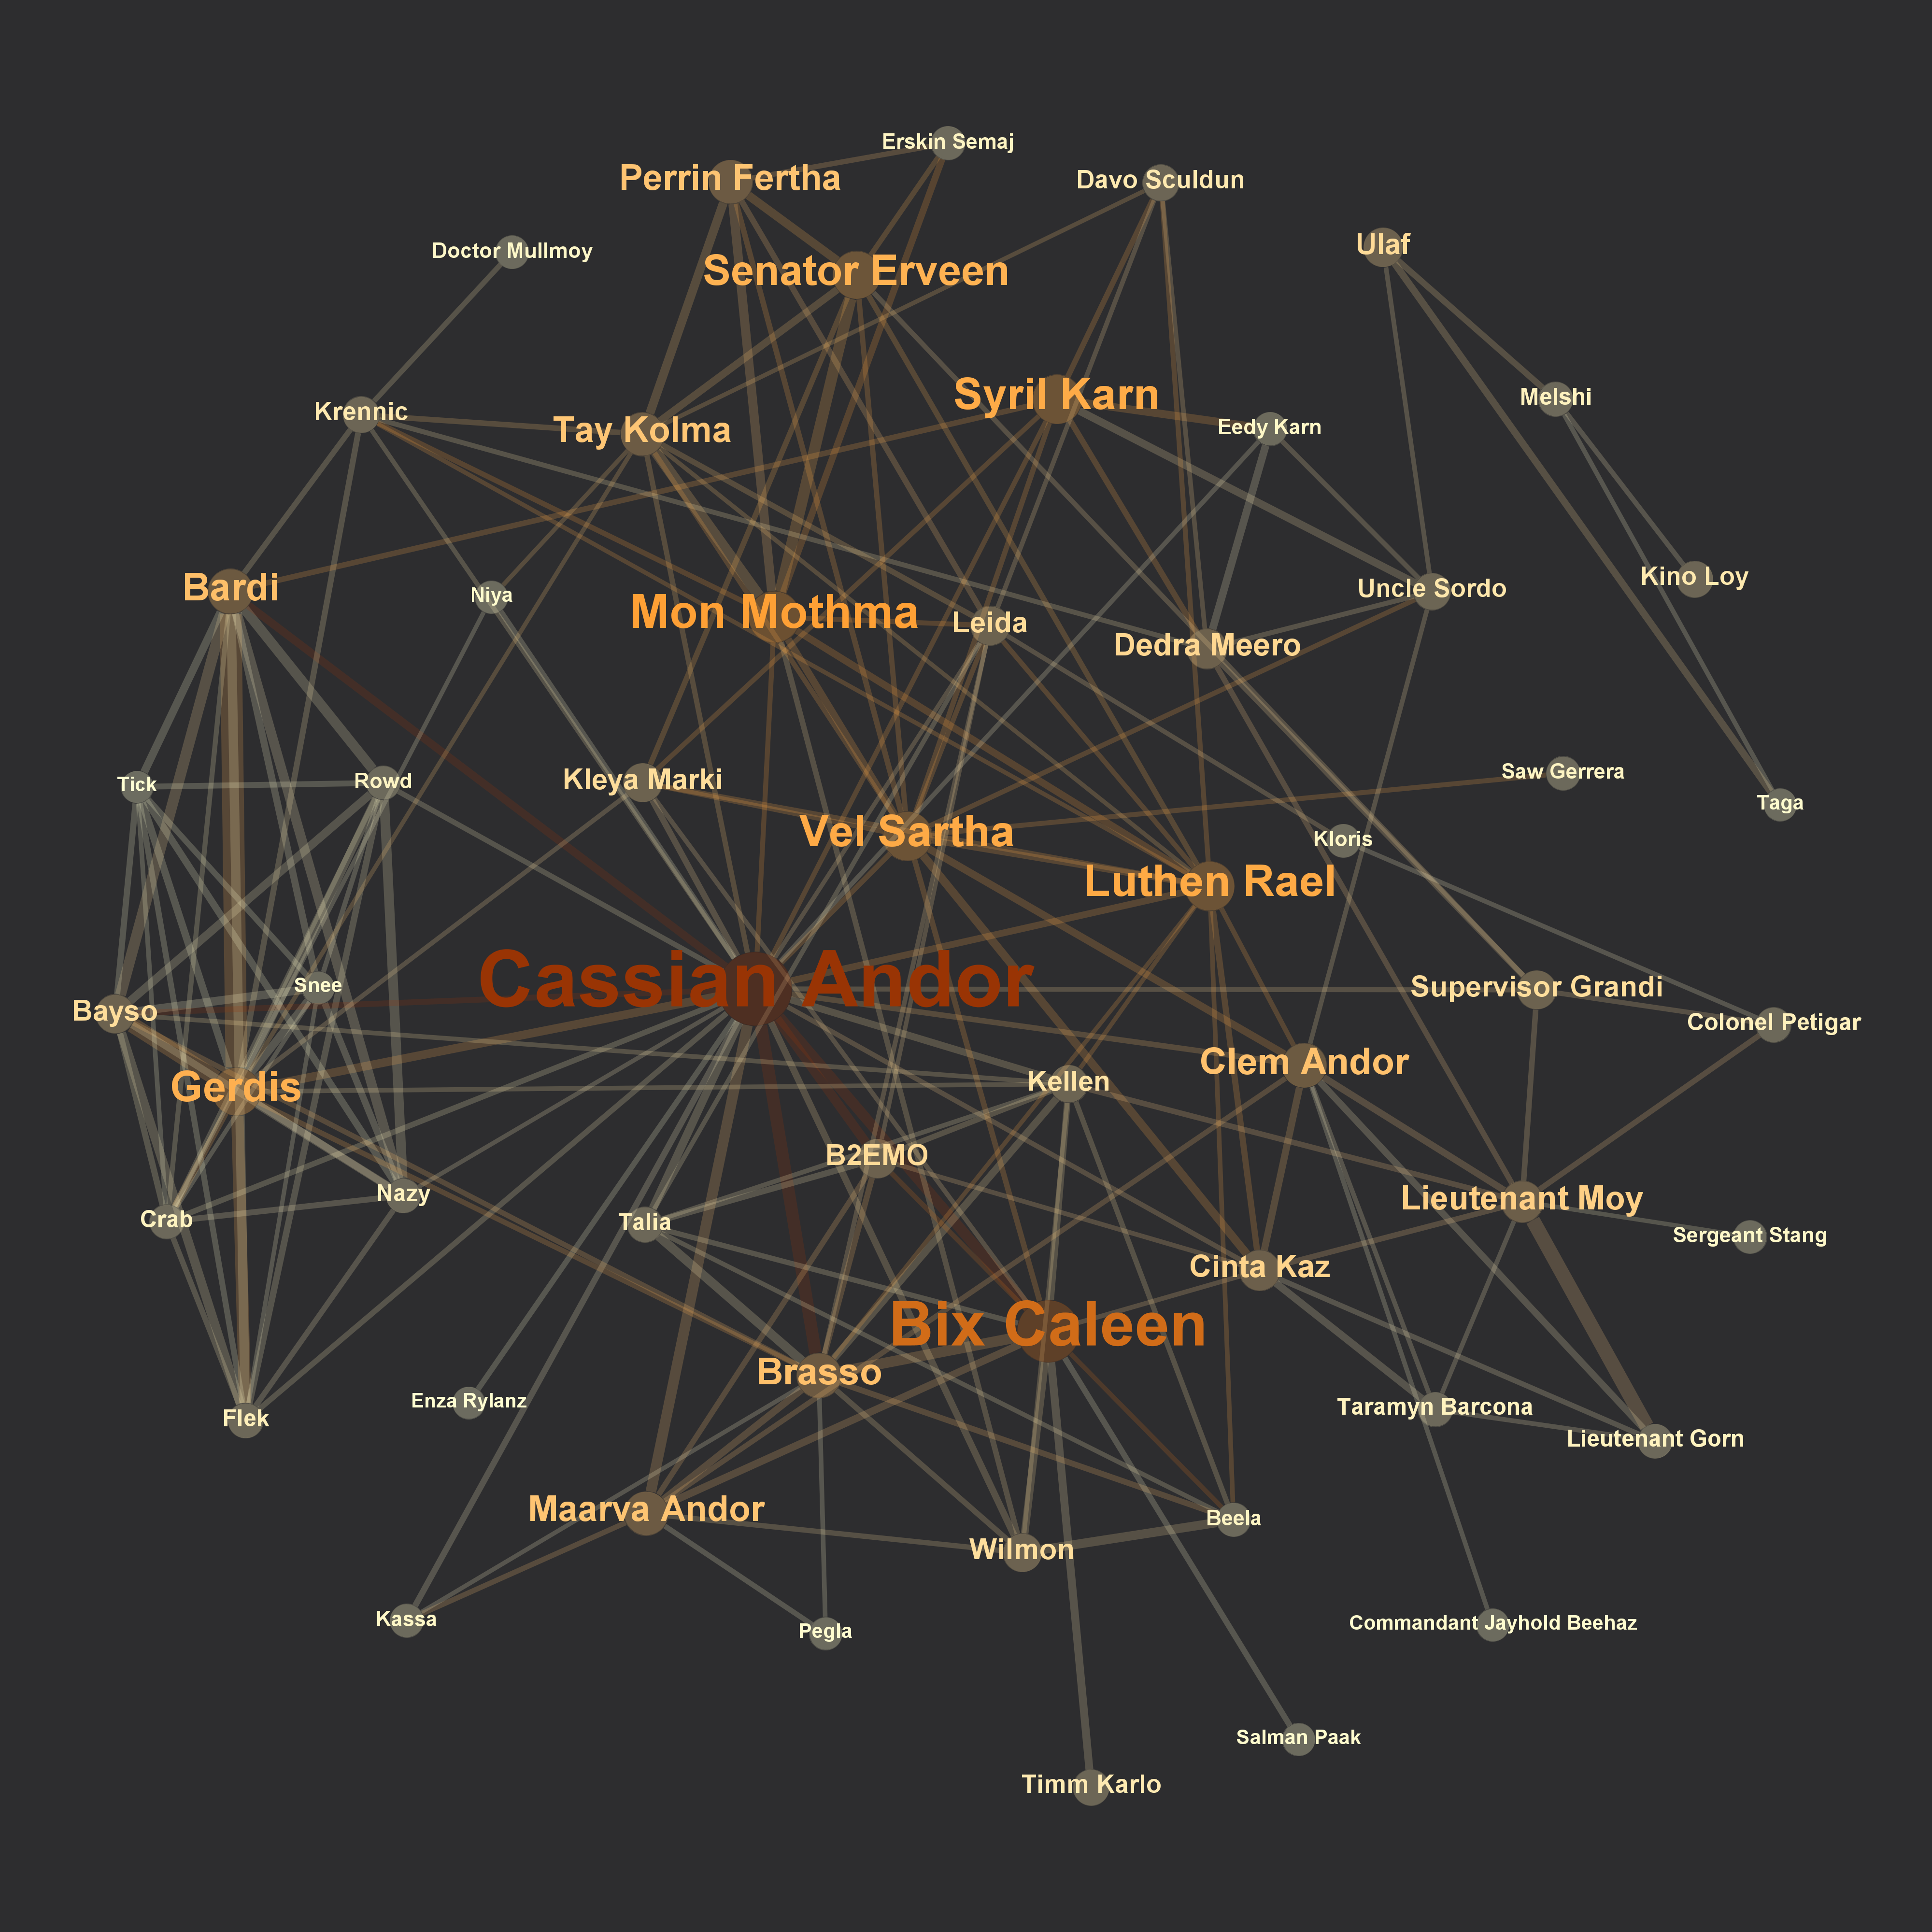 Erskin Semaj
Perrin Fertha
Davo Sculdun
Doctor Mullmoy
Ulaf
Senator Erveen
Syril Karn
Melshi
Krennic
Tay Kolma
Eedy Karn
Bardi
Niya
Mon Mothma
Leida
Kino Loy
Uncle Sordo
Dedra Meero
Tick
Rowd
Kleya Marki
Saw Gerrera
Taga
Vel Sartha
Kloris
Luthen Rael
Cassian Andor
Snee
Supervisor Grandi
Bayso
Colonel Petigar
Gerdis
Kellen
Clem Andor
B2EMO
Nazy
Lieutenant Moy
Crab
Talia
Sergeant Stang
Cinta Kaz
Bix Caleen
Brasso
Enza Rylanz
Taramyn Barcona
Flek
Lieutenant Gorn
Maarva Andor
Beela
Wilmon
Kassa
Pegla
Commandant Jayhold Beehaz
Salman Paak
Timm Karlo